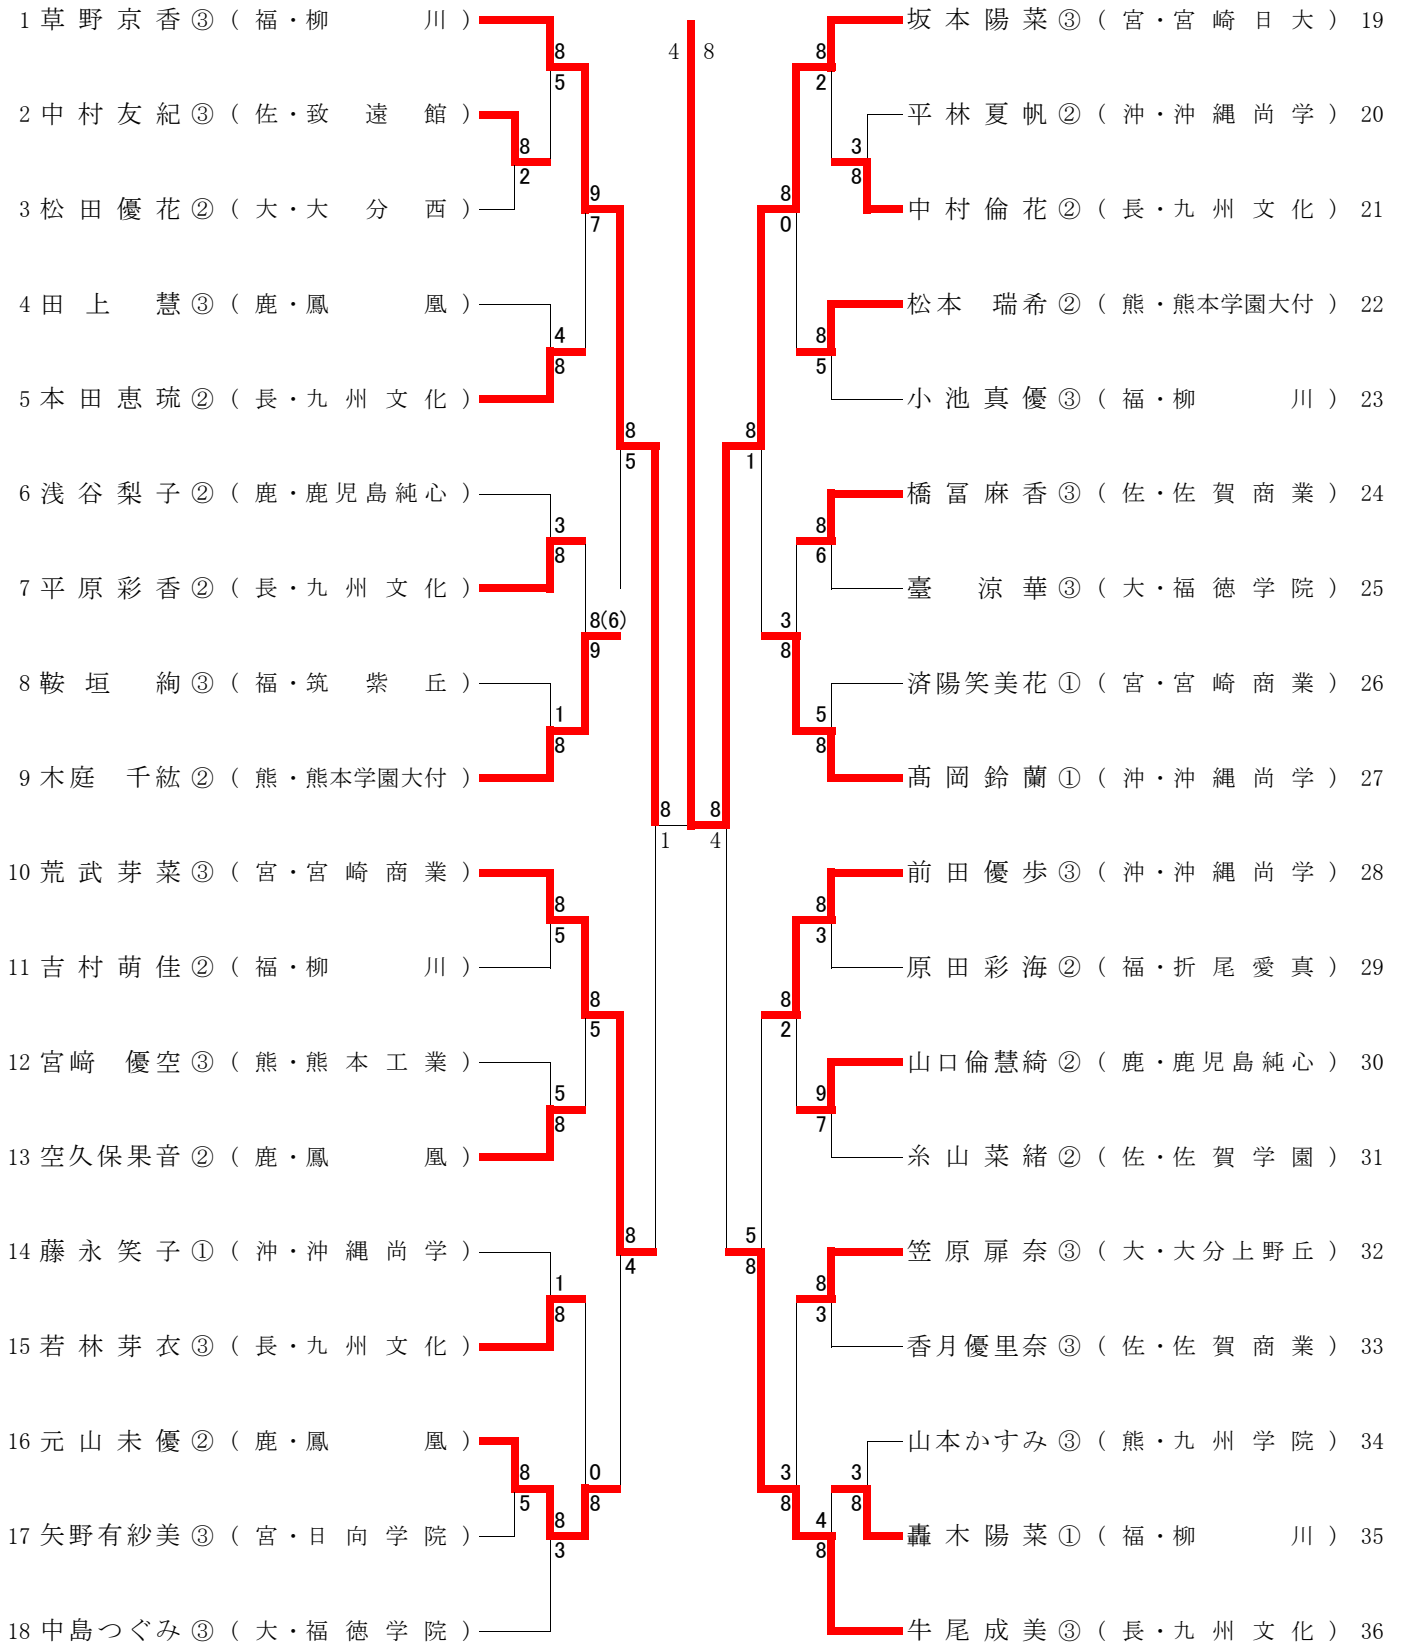 1 草野京香 ③ ( 福・柳川 )
2 中村友紀 ③ ( 佐・致遠館 )
3 松田優花 ② ( 大・大分西 )
4 田上慧 ③ ( 鹿・鳳凰 )
5 本田恵琉 ② ( 長・九州文化 )
6 浅谷梨子 ② ( 鹿・鹿児島純心 )
7 平原彩香 ② ( 長・九州文化 )
8 鞍垣絢 ③ ( 福・筑紫丘 )
9 木庭千紘 ② ( 熊・熊本学園大付 )
10 荒武芽菜 ③ ( 宮・宮崎商業 )
11 吉村萌佳 ② ( 福・柳川 )
12 宮﨑優空 ③ ( 熊・熊本工業 )
13 空久保果音 ② ( 鹿・鳳凰 )
14 藤永笑子 ① ( 沖・沖縄尚学 )
15 若林芽衣 ③ ( 長・九州文化 )
16 元山未優 ② ( 鹿・鳳凰 )
17 矢野有紗美 ③ ( 宮・日向学院 )
18 中島つぐみ ③ ( 大・福徳学院 )
8
5
8
2
9
7
4
8
8
5
3
8
8(6)
9
1
8
8
1
8
5
8
5
5
8
8
4
1
8
8
5
0
8
8
3
4 8
8
4
8
2
3
8
8
0
8
5
8
1
8
6
3
8
5
8
8
3
8
2
9
7
5
8
8
3
3
8
3
8
4
8
坂本陽菜 ③ ( 宮・宮崎日大 ) 19
平林夏帆 ② ( 沖・沖縄尚学 ) 20
中村倫花 ② ( 長・九州文化 ) 21
松本瑞希 ② ( 熊・熊本学園大付 ) 22
小池真優 ③ ( 福・柳川 ) 23
橋冨麻香 ③ ( 佐・佐賀商業 ) 24
臺涼華 ③ ( 大・福徳学院 ) 25
済陽笑美花 ① ( 宮・宮崎商業 ) 26
髙岡鈴蘭 ① ( 沖・沖縄尚学 ) 27
前田優歩 ③ ( 沖・沖縄尚学 ) 28
原田彩海 ② ( 福・折尾愛真 ) 29
山口倫慧綺 ② ( 鹿・鹿児島純心 ) 30
糸山菜緒 ② ( 佐・佐賀学園 ) 31
笠原扉奈 ③ ( 大・大分上野丘 ) 32
香月優里奈 ③ ( 佐・佐賀商業 ) 33
山本かすみ ③ ( 熊・九州学院 ) 34
轟木陽菜 ① ( 福・柳川 ) 35
牛尾成美 ③ ( 長・九州文化 ) 36